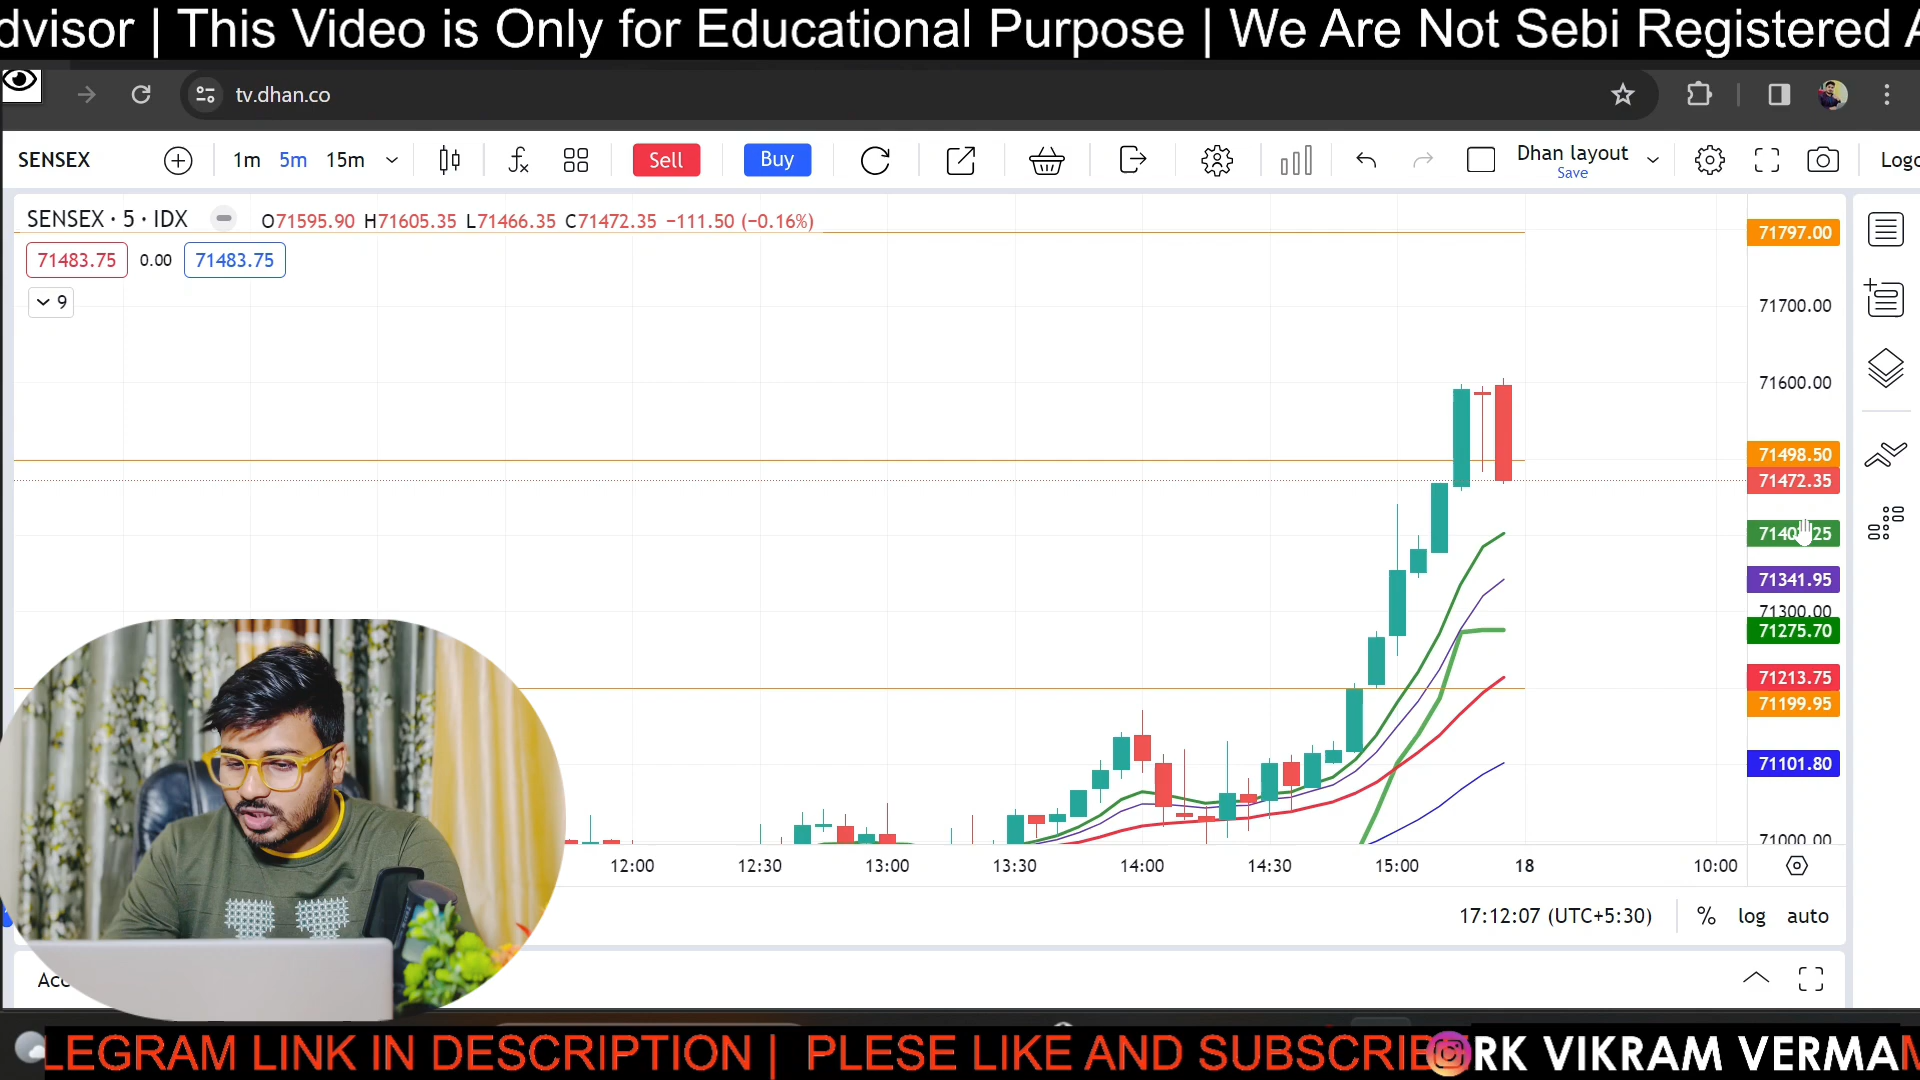 dvisor | This Video is Only for Educational Purpose | We Are Not Sebi Registered A
tv.dhan.co
SENSEX 1m 5m 15m Sell Buy Dhan layout Logo
Save
SENSEX · 5 · IDX O71595.90 H71605.35 L71466.35 C71472.35 −111.50 (−0.16%)
71483.75 0.00 71483.75
9
71797.00
71700.00
71600.00
71498.50
71472.35
71341.95
71300.00
71275.70
71213.75
71199.95
71101.80
71000.00
12:00 12:30 13:00 13:30 14:00 14:30 15:00 18 10:00
17:12:07 (UTC+5:30) % log auto
Acc
LEGRAM LINK IN DESCRIPTION | PLESE LIKE AND SUBSCRIB RK VIKRAM VERMA